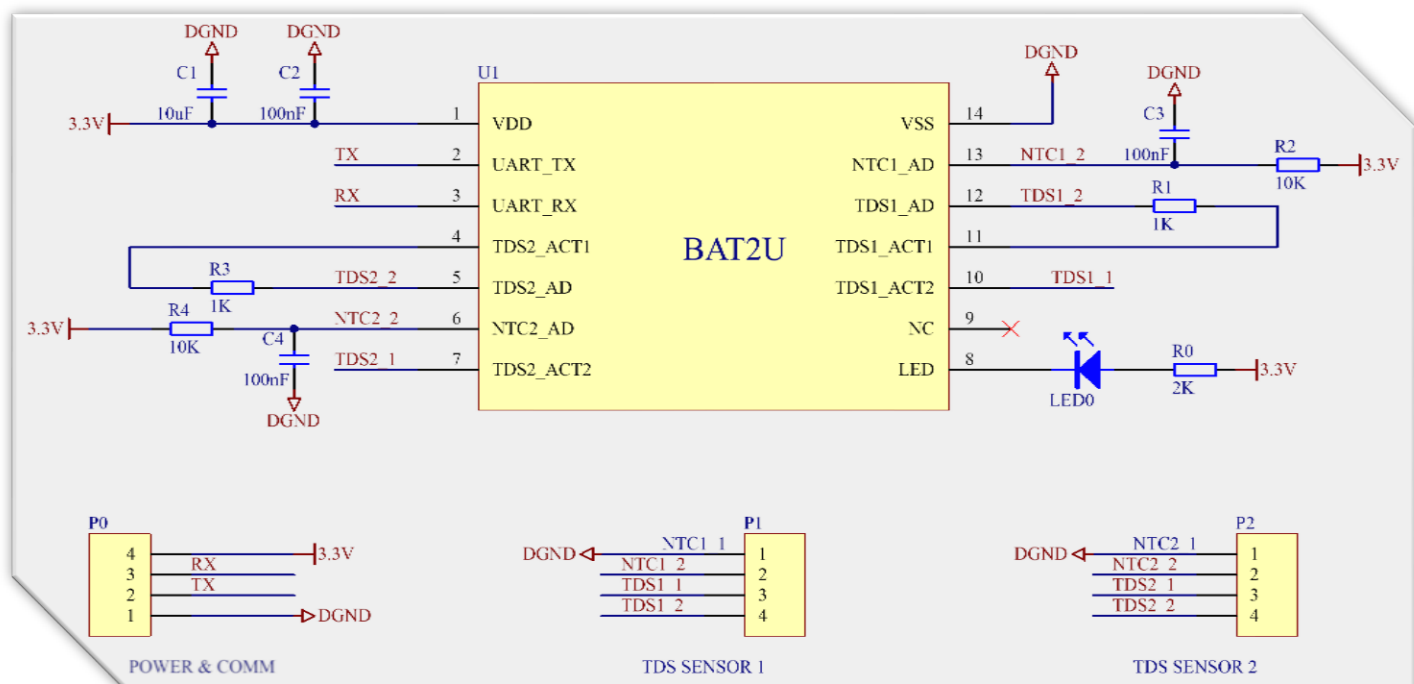 DGND DGND
C1 C2 U1 DGND
DGND
10uF 100nF C3
3.3V 1 VDD VSS 14 100nF R2
TX 2 UART_TX NTC1_AD 13 NTC1_2 3.3V
10K
RX 3 UART_RX TDS1_AD 12 TDS1_2 R1
1K
4 TDS2_ACT1 BAT2U TDS1_ACT1 11
R3 TDS2_2 5 TDS2_AD TDS1_ACT2 10 TDS1_1
1K
3.3V R4 NTC2_2 6 NTC2_AD NC 9
10K C4
100nF TDS2_1 7 TDS2_ACT2 LED 8 R0 3.3V
LED0 2K
DGND
P0 P1 P2
4 3.3V DGND NTC1_1 1 DGND NTC2_1 1
3 RX NTC1_2 2 NTC2_2 2
2 TX TDS1_1 3 TDS2_1 3
1 DGND TDS1_2 4 TDS2_2 4
POWER & COMM TDS SENSOR 1 TDS SENSOR 2